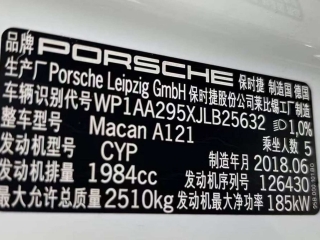 品牌 PORSCHE 保时捷 制造国 德国
生产厂 Porsche Leipzig GmbH 保时捷股份公司莱比锡工厂制造
车辆识别代号 WP1AA295XJLB25632 1,0%
整车型号 Macan A121 乘坐人数 5
发动机型号 CYP 制造年月 2018.06
发动机排量 1984cc 发动机序列号 126430
最大允许总质量 2510kg 发动机最大净功率 185kW